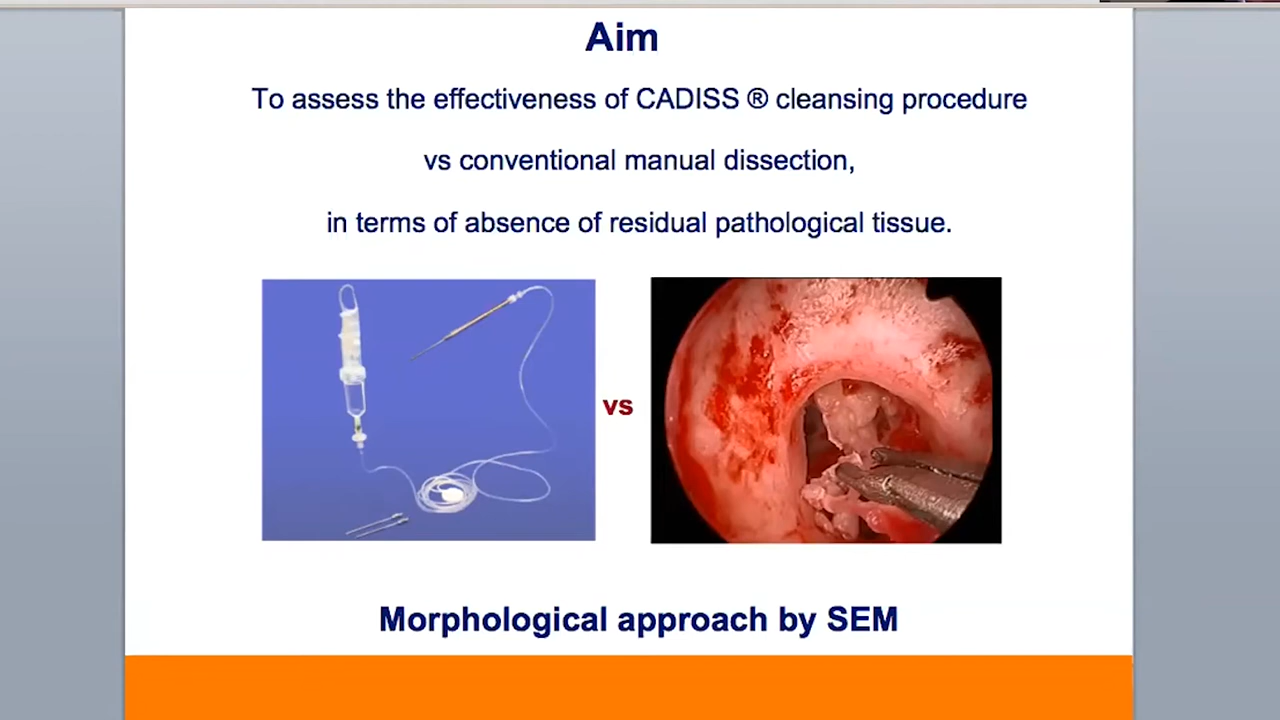 Aim
To assess the effectiveness of CADISS ® cleansing procedure
vs conventional manual dissection,
in terms of absence of residual pathological tissue.
vs
Morphological approach by SEM